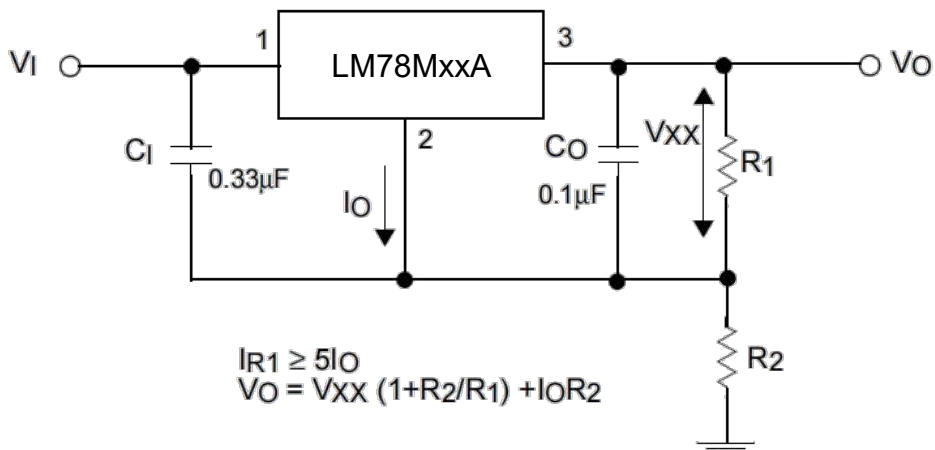 1
LM78MxxA
3
VI
VO
2
CI
0.33μF
IO
CO
0.1μF
VXX
R1
R2
IR1 ≥ 5IO
VO = VXX (1+R2/R1) +IOR2